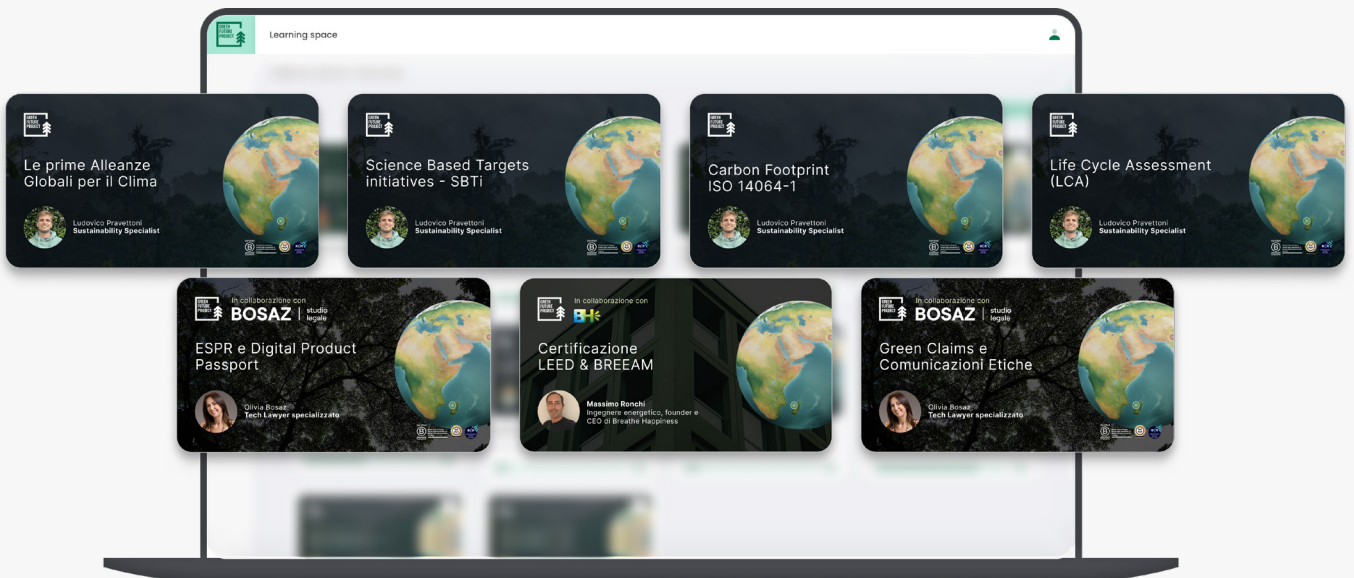 GREEN
FUTURE
PROJECT
Learning space
GREEN
FUTURE
PROJECT
Le prime Alleanze
Globali per il Clima
Ludovico Pravettoni
Sustainability Specialist
GREEN
FUTURE
PROJECT
Science Based Targets
initiatives - SBTi
Ludovico Pravettoni
Sustainability Specialist
GREEN
FUTURE
PROJECT
Carbon Footprint
ISO 14064-1
Ludovico Pravettoni
Sustainability Specialist
GREEN
FUTURE
PROJECT
Life Cycle Assessment
(LCA)
Ludovico Pravettoni
Sustainability Specialist
GREEN
FUTURE
PROJECT
In collaborazione con
BOSAZ | studio
legale
ESPR e Digital Product
Passport
Olivia Bosaz
Tech Lawyer specializzato
GREEN
FUTURE
PROJECT
In collaborazione con
BH
Certificazione
LEED & BREEAM
Massimo Ronchi
Ingegnere energetico, founder e
CEO di Breathe Happiness
GREEN
FUTURE
PROJECT
In collaborazione con
BOSAZ | studio
legale
Green Claims e
Comunicazioni Etiche
Olivia Bosaz
Tech Lawyer specializzato